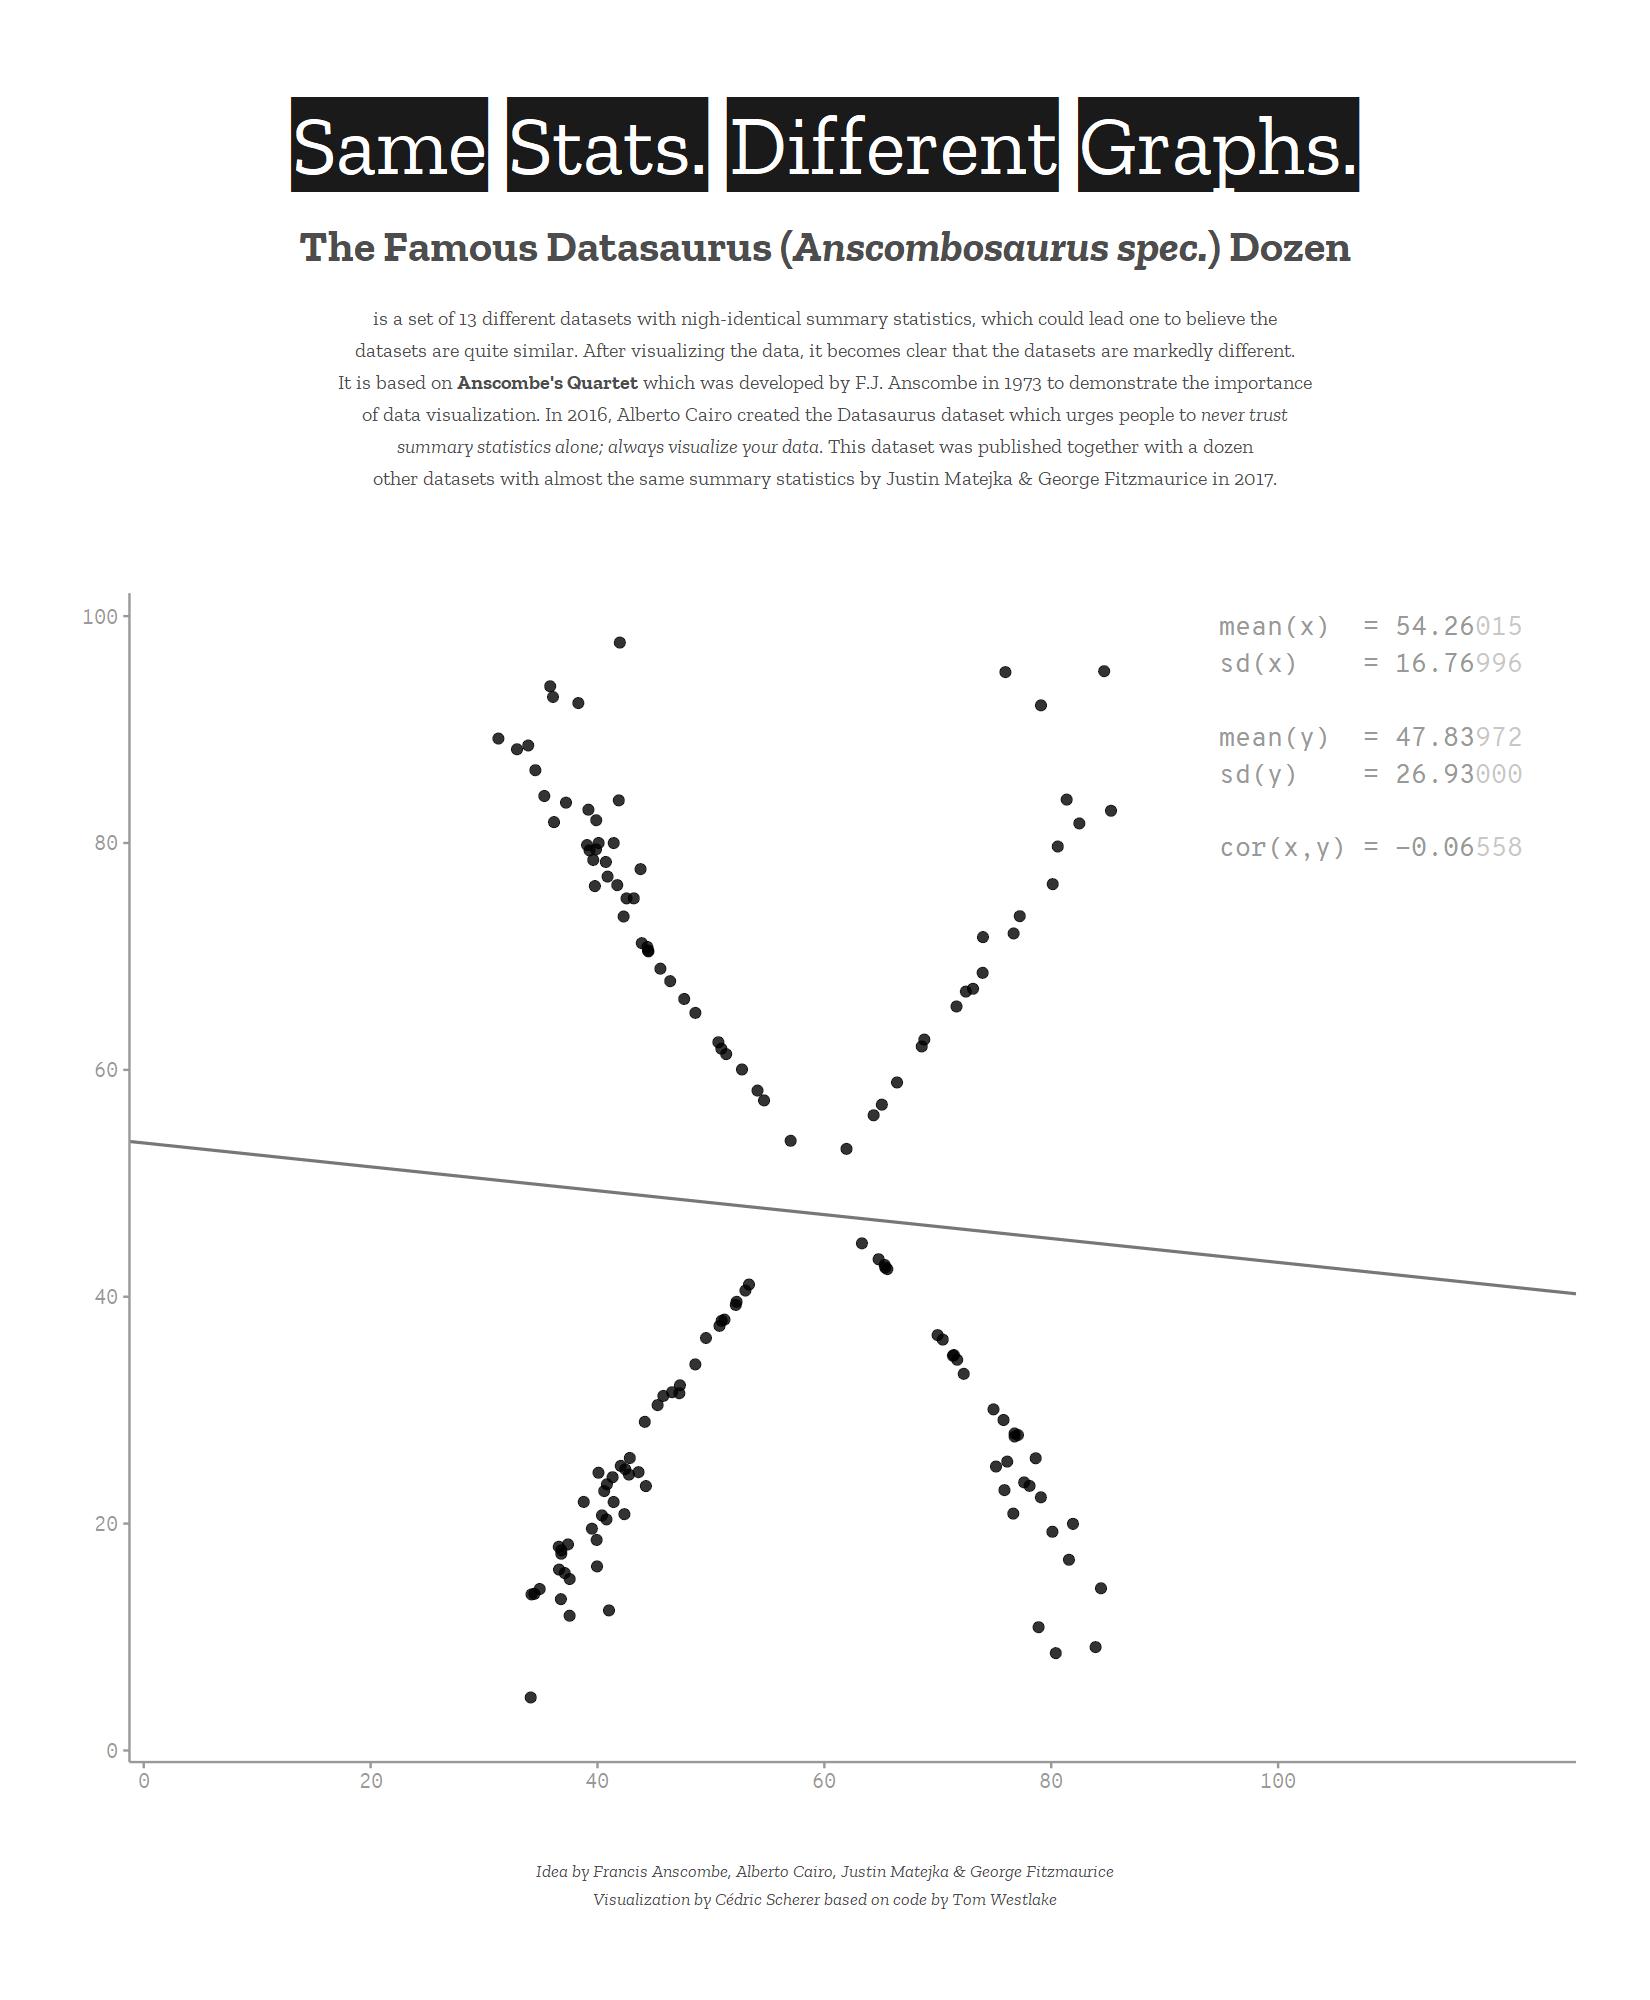 Same Stats. Different Graphs.
The Famous Datasaurus (Anscombosaurus spec.) Dozen
is a set of 13 different datasets with nigh-identical summary statistics, which could lead one to believe the
datasets are quite similar. After visualizing the data, it becomes clear that the datasets are markedly different.
It is based on Anscombe's Quartet which was developed by F.J. Anscombe in 1973 to demonstrate the importance
of data visualization. In 2016, Alberto Cairo created the Datasaurus dataset which urges people to never trust
summary statistics alone; always visualize your data. This dataset was published together with a dozen
other datasets with almost the same summary statistics by Justin Matejka & George Fitzmaurice in 2017.
100
80
60
40
20
0
mean(x) = 54.26015
sd(x) = 16.76996
mean(y) = 47.83972
sd(y) = 26.93000
cor(x,y) = −0.06558
0 20 40 60 80 100
Idea by Francis Anscombe, Alberto Cairo, Justin Matejka & George Fitzmaurice
Visualization by Cédric Scherer based on code by Tom Westlake